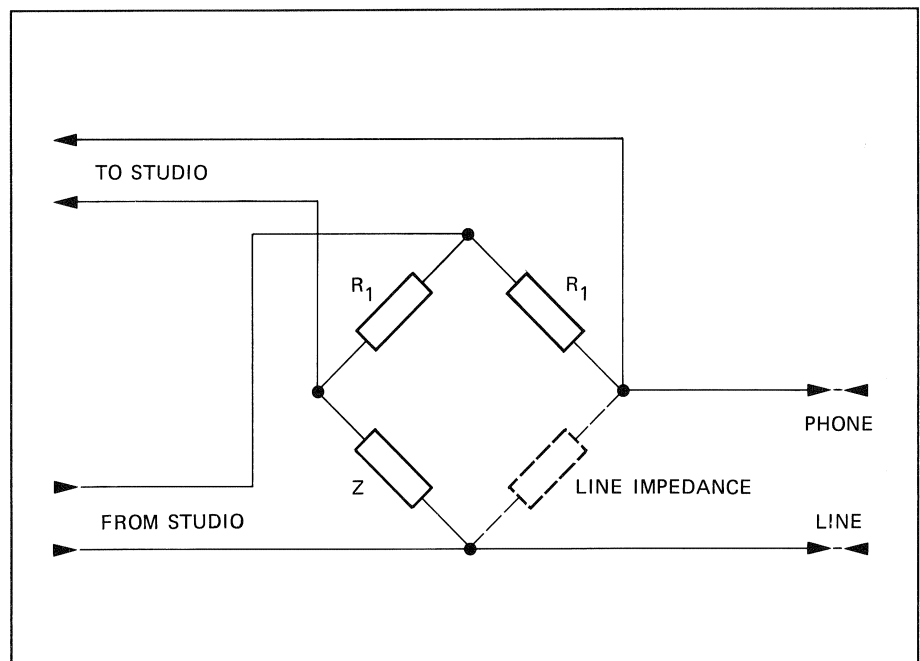 TO STUDIO
R1
R1
PHONE
Z
LINE IMPEDANCE
FROM STUDIO
LINE